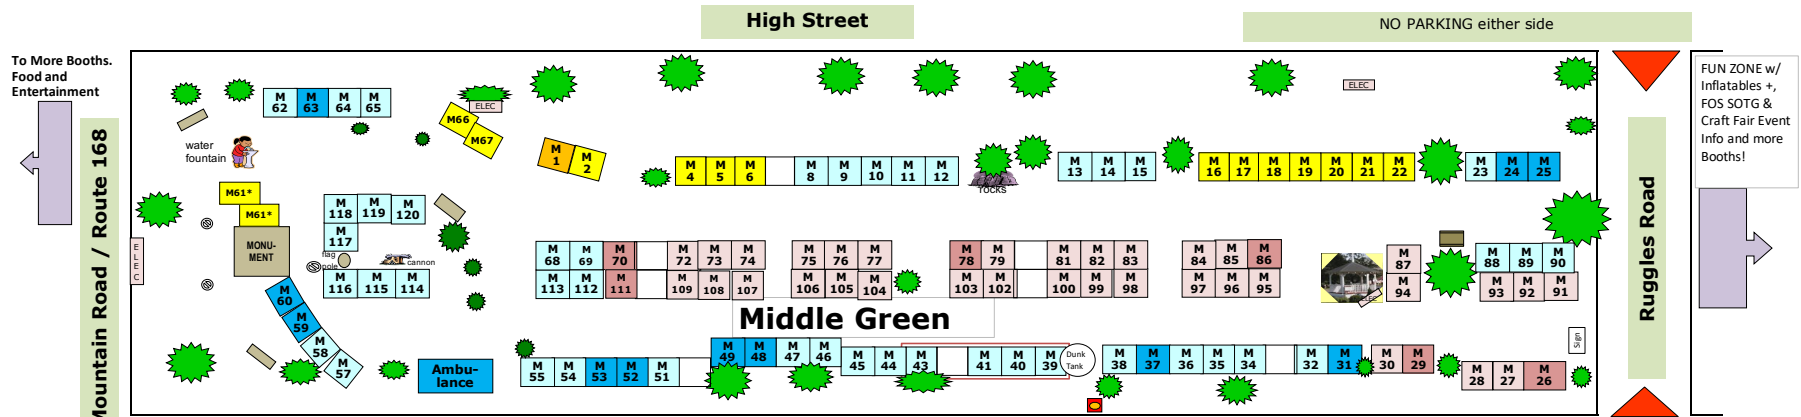 High Street
NO PARKING either side
To More Booths.
Food and
Entertainment
FUN ZONE w/
Inflatables +,
FOS SOTG &
Craft Fair Event
Info and more
Booths!
Mountain Road / Route 168
Ruggles Road
M 62 M 63 M 64 M 65
ELEC
ELEC
M66
M67
water
fountain
M 1 M 2
M 4 M 5 M 6 M 8 M 9 M 10 M 11 M 12
rocks
M 13 M 14 M 15
M 16 M 17 M 18 M 19 M 20 M 21 M 22
M 23 M 24 M 25
M61*
M61*
M 118 M 119 M 120
M 117
MONU-
MENT
ELEC
flag
pole
cannon
M 116 M 115 M 114
M 68 M 69 M 70 M 72 M 73 M 74
M 75 M 76 M 77
M 78 M 79 M 81 M 82 M 83
M 84 M 85 M 86
M 87
M 88 M 89 M 90
M 113 M 112 M 111 M 109 M 108 M 107
M 106 M 105 M 104
M 103 M 102 M 100 M 99 M 98
M 97 M 96 M 95
ELEC
M 94
M 93 M 92 M 91
M 60
M 59
M 58
M 57
Middle Green
Ambu-
lance
M 55 M 54 M 53 M 52 M 51
M 49 M 48 M 47 M 46
M 45 M 44 M 43 M 41 M 40 M 39
Dunk
Tank
M 38 M 37 M 36 M 35 M 34 M 32 M 31
M 30 M 29
M 28 M 27 M 26
Sign